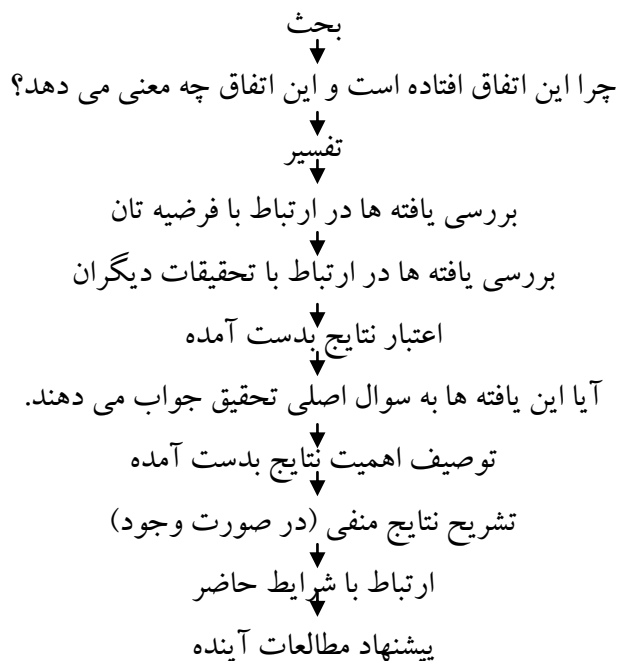 بحث
چرا این اتفاق افتاده است و این اتفاق چه معنی می دهد؟
تفسیر
بررسی یافته ها در ارتباط با فرضیه تان
بررسی یافته ها در ارتباط با تحقیقات دیگران
اعتبار نتایج بدست آمده
آیا این یافته ها به سوال اصلی تحقیق جواب می دهند.
توصیف اهمیت نتایج بدست آمده
تشریح نتایج منفی (در صورت وجود)
ارتباط با شرایط حاضر
پیشنهاد مطالعات آینده